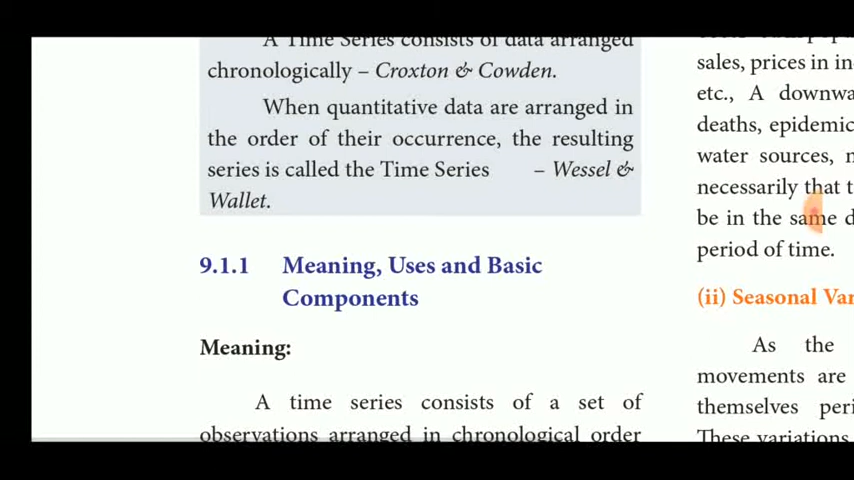 A Time Series consists of data arranged
chronologically – Croxton & Cowden.
When quantitative data are arranged in
the order of their occurrence, the resulting
series is called the Time Series – Wessel &
Wallet.
9.1.1 Meaning, Uses and Basic
Components
Meaning:
A time series consists of a set of
observations arranged in chronological order
sales, prices in in
etc., A downwa
deaths, epidemic
water sources, n
necessarily that t
be in the same d
period of time.
(ii) Seasonal Var
As the
movements are
themselves peri
These variations